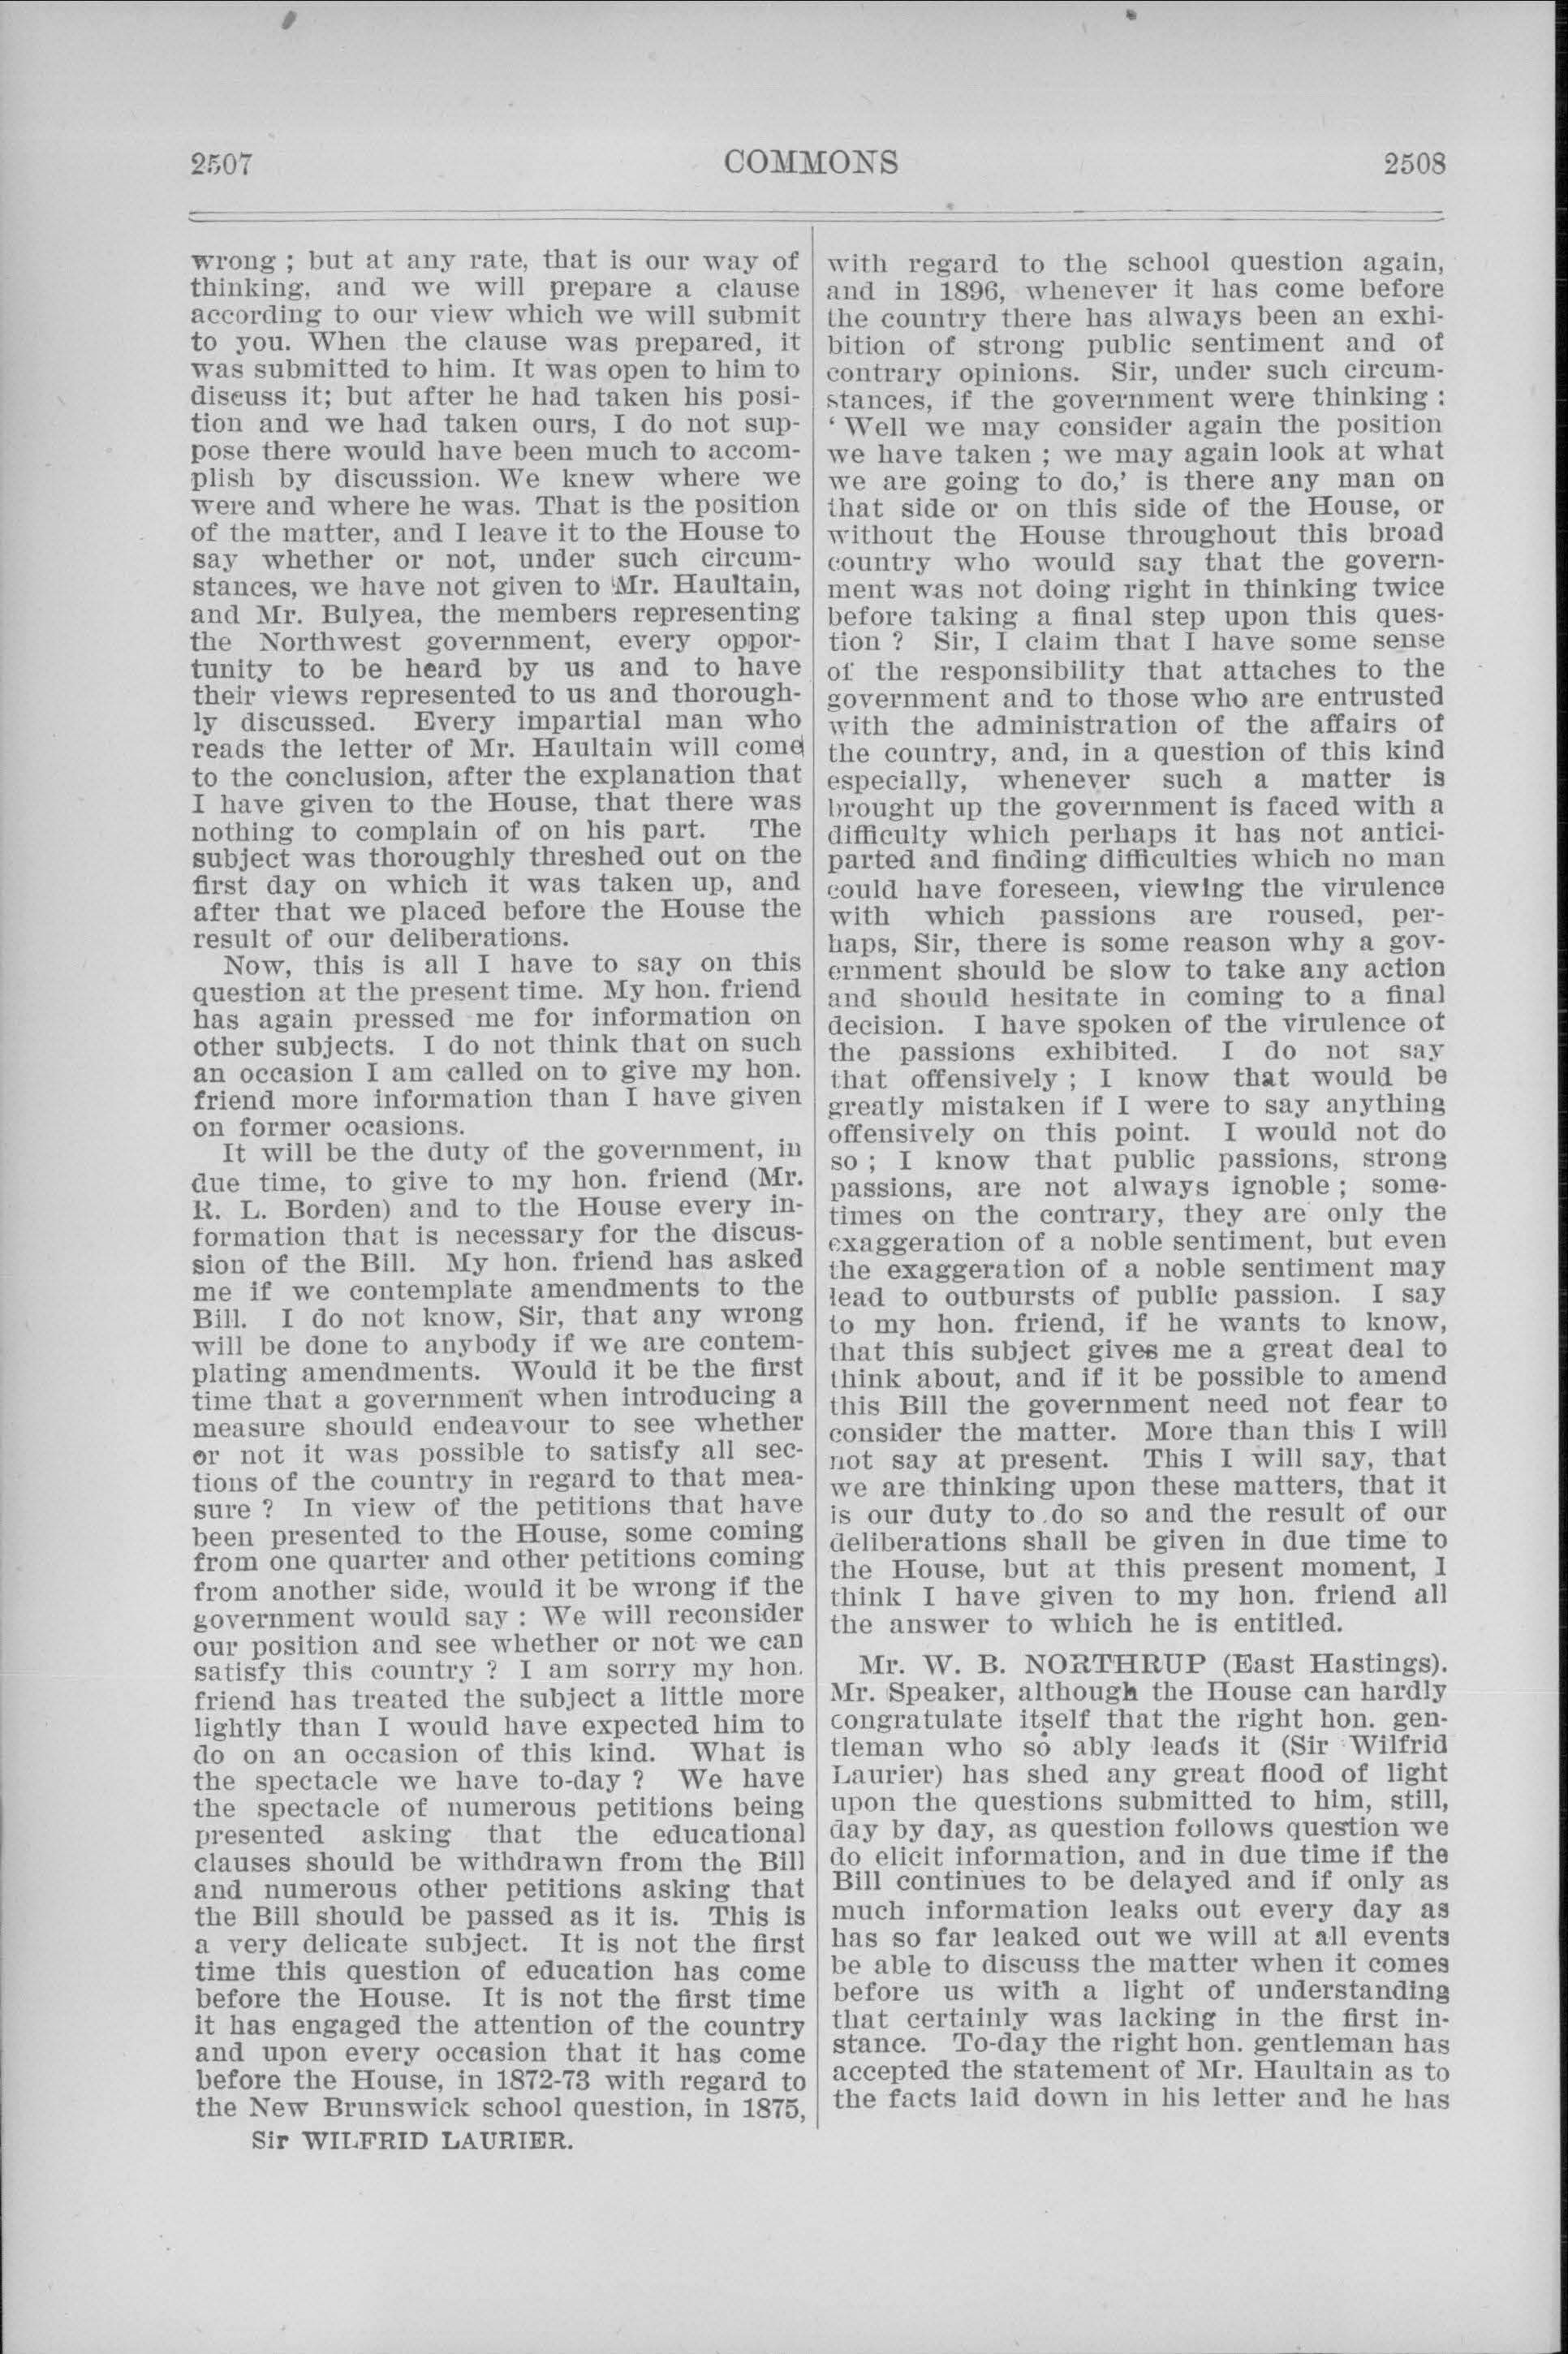 2507 COMMONS 2508
wrong ; but at any rate, that is our way of
thinking, and we will prepare a clause
according to our view which we will submit
to you. When the clause was prepared, it
was submitted to him. It was open to him to
discuss it; but after he had taken his posi-
tion and we had taken ours, I do not sup-
pose there would have been much to accom-
plish by discussion. We knew where we
were and where he was. That is the position
of the matter, and I leave it to the House to
say whether or not, under such circum-
stances, we have not given to Mr. Haultain,
and Mr. Bulyea, the members representing
the Northwest government, every oppor-
tunity to be heard by us and to have
their views represented to us and thorough-
ly discussed. Every impartial man who
reads the letter of Mr. Haultain will come
to the conclusion, after the explanation that
I have given to the House, that there was
nothing to complain of on his part. The
subject was thoroughly threshed out on the
first day on which it was taken up, and
after that we placed before the House the
result of our deliberations.
Now, this is all I have to say on this
question at the present time. My hon. friend
has again pressed me for information on
other subjects. I do not think that on such
an occasion I am called on to give my hon.
friend more information than I have given
on former ocasions.
It will be the duty of the government, in
due time, to give to my hon. friend (Mr.
R. L. Borden) and to the House every in-
formation that is necessary for the discus-
sion of the Bill. My hon. friend has asked
me if we contemplate amendments to the
Bill. I do not know, Sir, that any wrong
will be done to anybody if we are contem-
plating amendments. Would it be the first
time that a government when introducing a
measure should endeavour to see whether
or not it was possible to satisfy all sec-
tions of the country in regard to that mea-
sure ? In view of the petitions that have
been presented to the House, some coming
from one quarter and other petitions coming
from another side, would it be wrong if the
government would say : We will reconsider
our position and see whether or not we can
satisfy this country ? I am sorry my hon.
friend has treated the subject a little more
lightly than I would have expected him to
do on an occasion of this kind. What is
the spectacle we have to-day ? We have
the spectacle of numerous petitions being
presented asking that the educational
clauses should be withdrawn from the Bill
and numerous other petitions asking that
the Bill should be passed as it is. This is
a very delicate subject. It is not the first
time this question of education has come
before the House. It is not the first time
it has engaged the attention of the country
and upon every occasion that it has come
before the House, in 1872-73 with regard to
the New Brunswick school question, in 1875,
Sir WILFRID LAURIER.
with regard to the school question again,
and in 1896, whenever it has come before
the country there has always been an exhi-
bition of strong public sentiment and of
contrary opinions. Sir, under such circum-
stances, if the government were thinking :
‘ Well we may consider again the position
we have taken ; we may again look at what
we are going to do,’ is there any man on
that side or on this side of the House, or
without the House throughout this broad
country who would say that the govern-
ment was not doing right in thinking twice
before taking a final step upon this ques-
tion ? Sir, I claim that I have some sense
of the responsibility that attaches to the
government and to those who are entrusted
with the administration of the affairs of
the country, and, in a question of this kind
especially, whenever such a matter is
brought up the government is faced with a
difficulty which perhaps it has not antici-
parted and finding difficulties which no man
could have foreseen, viewing the virulence
with which passions are roused, per-
haps, Sir, there is some reason why a gov-
ernment should be slow to take any action
and should hesitate in coming to a final
decision. I have spoken of the virulence of
the passions exhibited. I do not say
that offensively ; I know that would be
greatly mistaken if I were to say anything
offensively on this point. I would not do
so ; I know that public passions, strong
passions, are not always ignoble ; some-
times on the contrary, they are only the
exaggeration of a noble sentiment, but even
the exaggeration of a noble sentiment may
lead to outbursts of public passion. I say
to my hon. friend, if he wants to know,
that this subject gives me a great deal to
think about, and if it be possible to amend
this Bill the government need not fear to
consider the matter. More than this I will
not say at present. This I will say, that
we are thinking upon these matters, that it
is our duty to do so and the result of our
deliberations shall be given in due time to
the House, but at this present moment, I
think I have given to my hon. friend all
the answer to which he is entitled.
Mr. W. B. NORTHRUP (East Hastings).
Mr. Speaker, although the House can hardly
congratulate itself that the right hon. gen-
tleman who so ably leads it (Sir Wilfrid
Laurier) has shed any great flood of light
upon the questions submitted to him, still,
day by day, as question follows question we
do elicit information, and in due time if the
Bill continues to be delayed and if only as
much information leaks out every day as
has so far leaked out we will at all events
be able to discuss the matter when it comes
before us with a light of understanding
that certainly was lacking in the first in-
stance. To-day the right hon. gentleman has
accepted the statement of Mr. Haultain as to
the facts laid down in his letter and he has